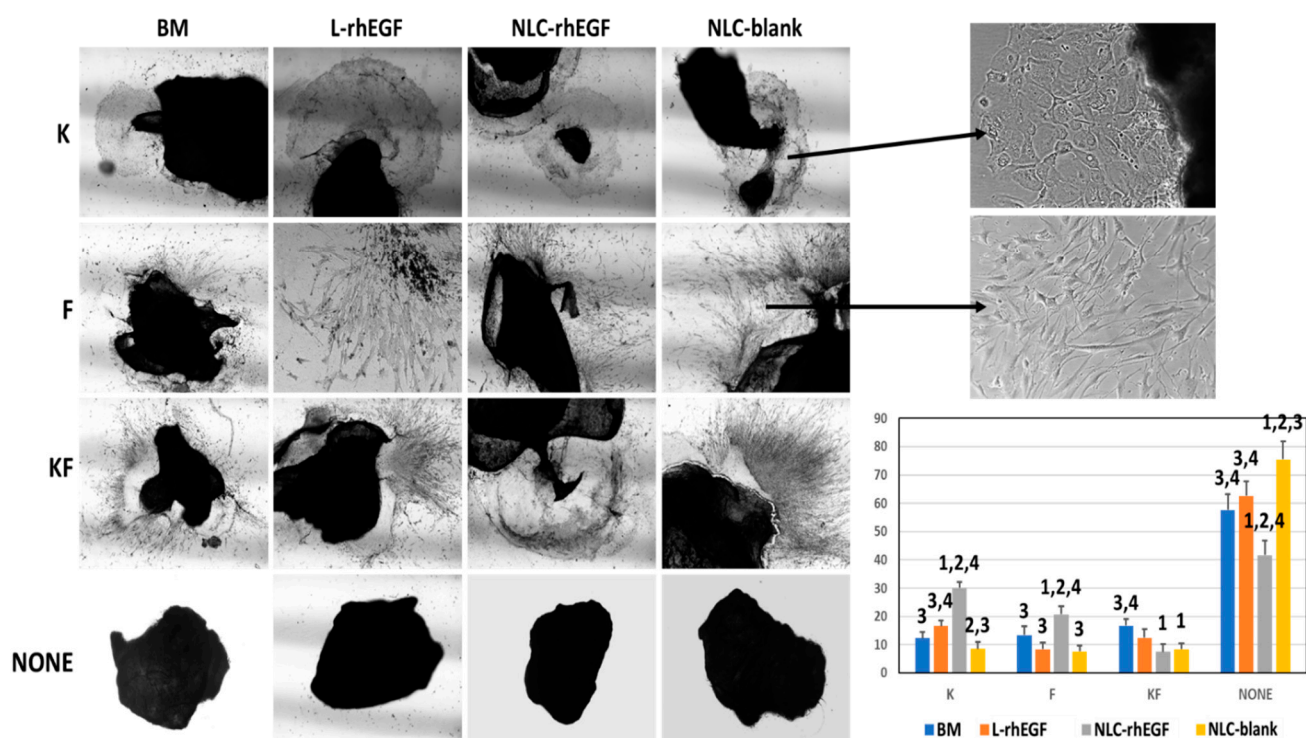 BM L-rhEGF NLC-rhEGF NLC-blank
K
F
KF
NONE
90
80
70
60
50
40
30
20
10
0
3 3,4 1,2,4 2,3
3 3 1,2,4 3
3,4 1 1
3,4 3,4 1,2,4 1,2,3
K F KF NONE
BM L-rhEGF NLC-rhEGF NLC-blank